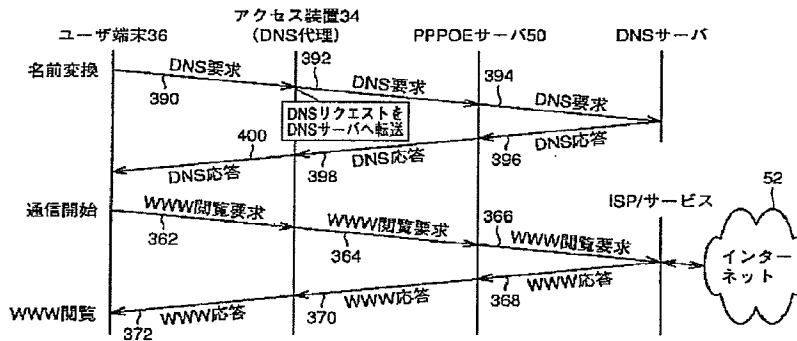 ユーザ端末36
アクセス装置34
(DNS代理)
PPPOEサーバ50
DNSサーバ
名前変換
DNS要求
390
392
DNS要求
394
DNS要求
DNSリクエストを
DNSサーバへ転送
400
DNS応答
398
DNS応答
396
DNS応答
通信開始
WWW閲覧要求
362
WWW閲覧要求
364
366
WWW閲覧要求
ISP/サービス
52
インター
ネット
WWW閲覧
372
WWW応答
370
WWW応答
368
WWW応答